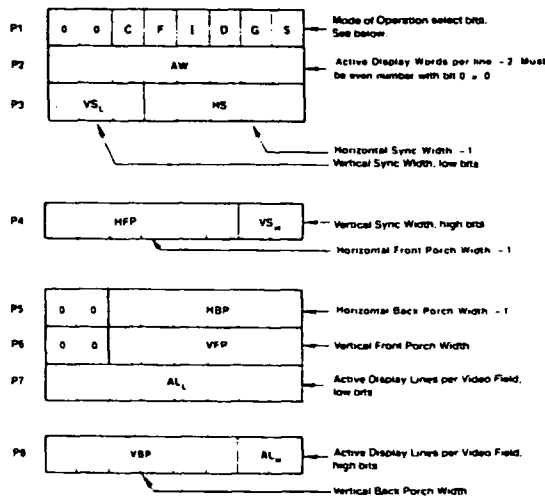 P1 0 0 C F I D G S Mode of Operation select bits.
See below.
P2 AW Active Display Words per line - 2. Must
be even number with bit 0 = 0
P3 VSL HS
Horizontal Sync Width - 1
Vertical Sync Width, low bits
P4 HFP VSH Vertical Sync Width, high bits
Horizontal Front Porch Width - 1
P5 0 0 HBP Horizontal Back Porch Width - 1
P6 0 0 VFP Vertical Front Porch Width
P7 ALL Active Display Lines per Video Field,
low bits
P8 VBP ALH Active Display Lines per Video Field,
high bits
Vertical Back Porch Width